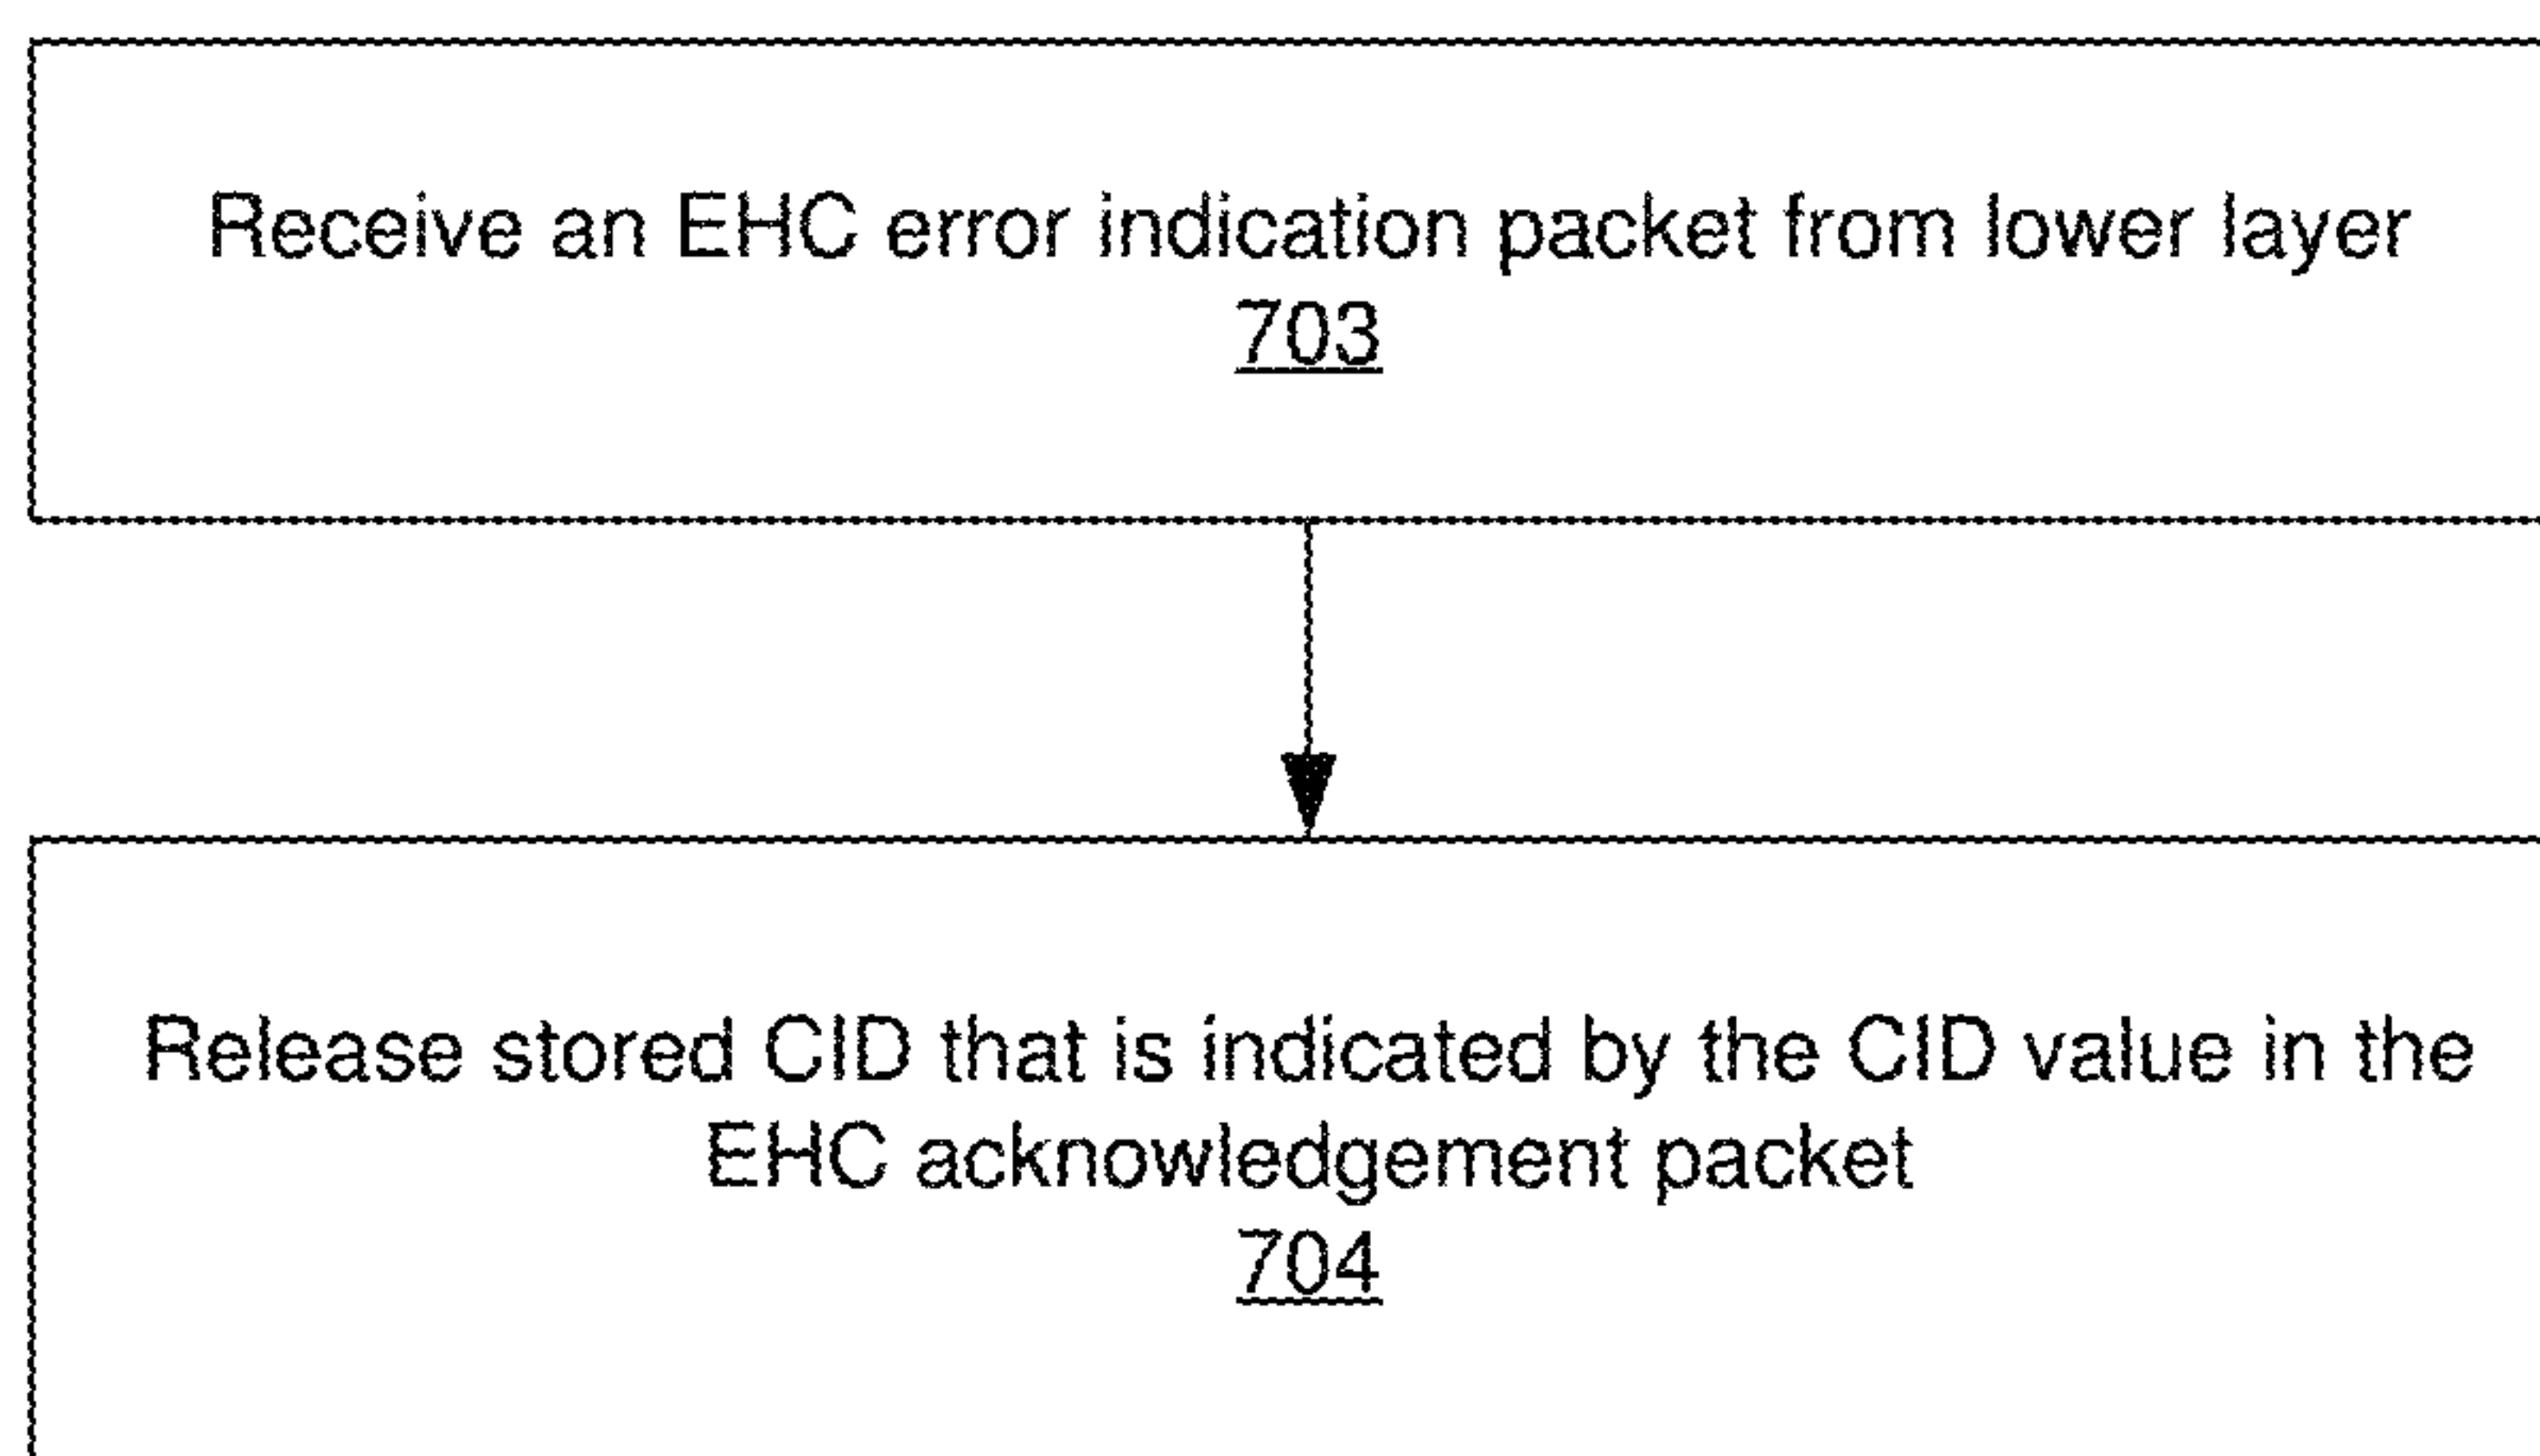 Receive an EHC error indication packet from lower layer
703
Release stored CID that is indicated by the CID value in the
EHC acknowledgement packet
704